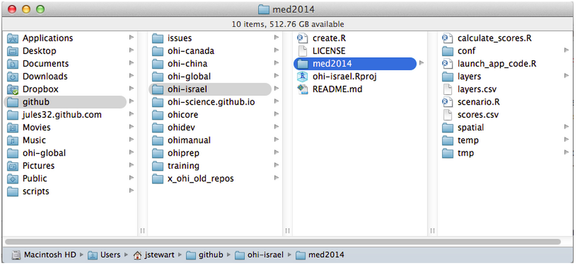 med2014
10 items, 512.76 GB available
Applications
Desktop
Documents
Downloads
Dropbox
github
jules32.github.com
Movies
Music
ohi-global
Pictures
Public
scripts
issues
ohi-canada
ohi-china
ohi-global
ohi-israel
ohi-science.github.io
ohicore
ohidev
ohimanual
ohiprep
training
x_ohi_old_repos
create.R
LICENSE
med2014
ohi-israel.Rproj
README.md
calculate_scores.R
conf
launch_app_code.R
layers
layers.csv
scenario.R
scores.csv
spatial
temp
tmp
Macintosh HD Users jstewart github ohi-israel med2014